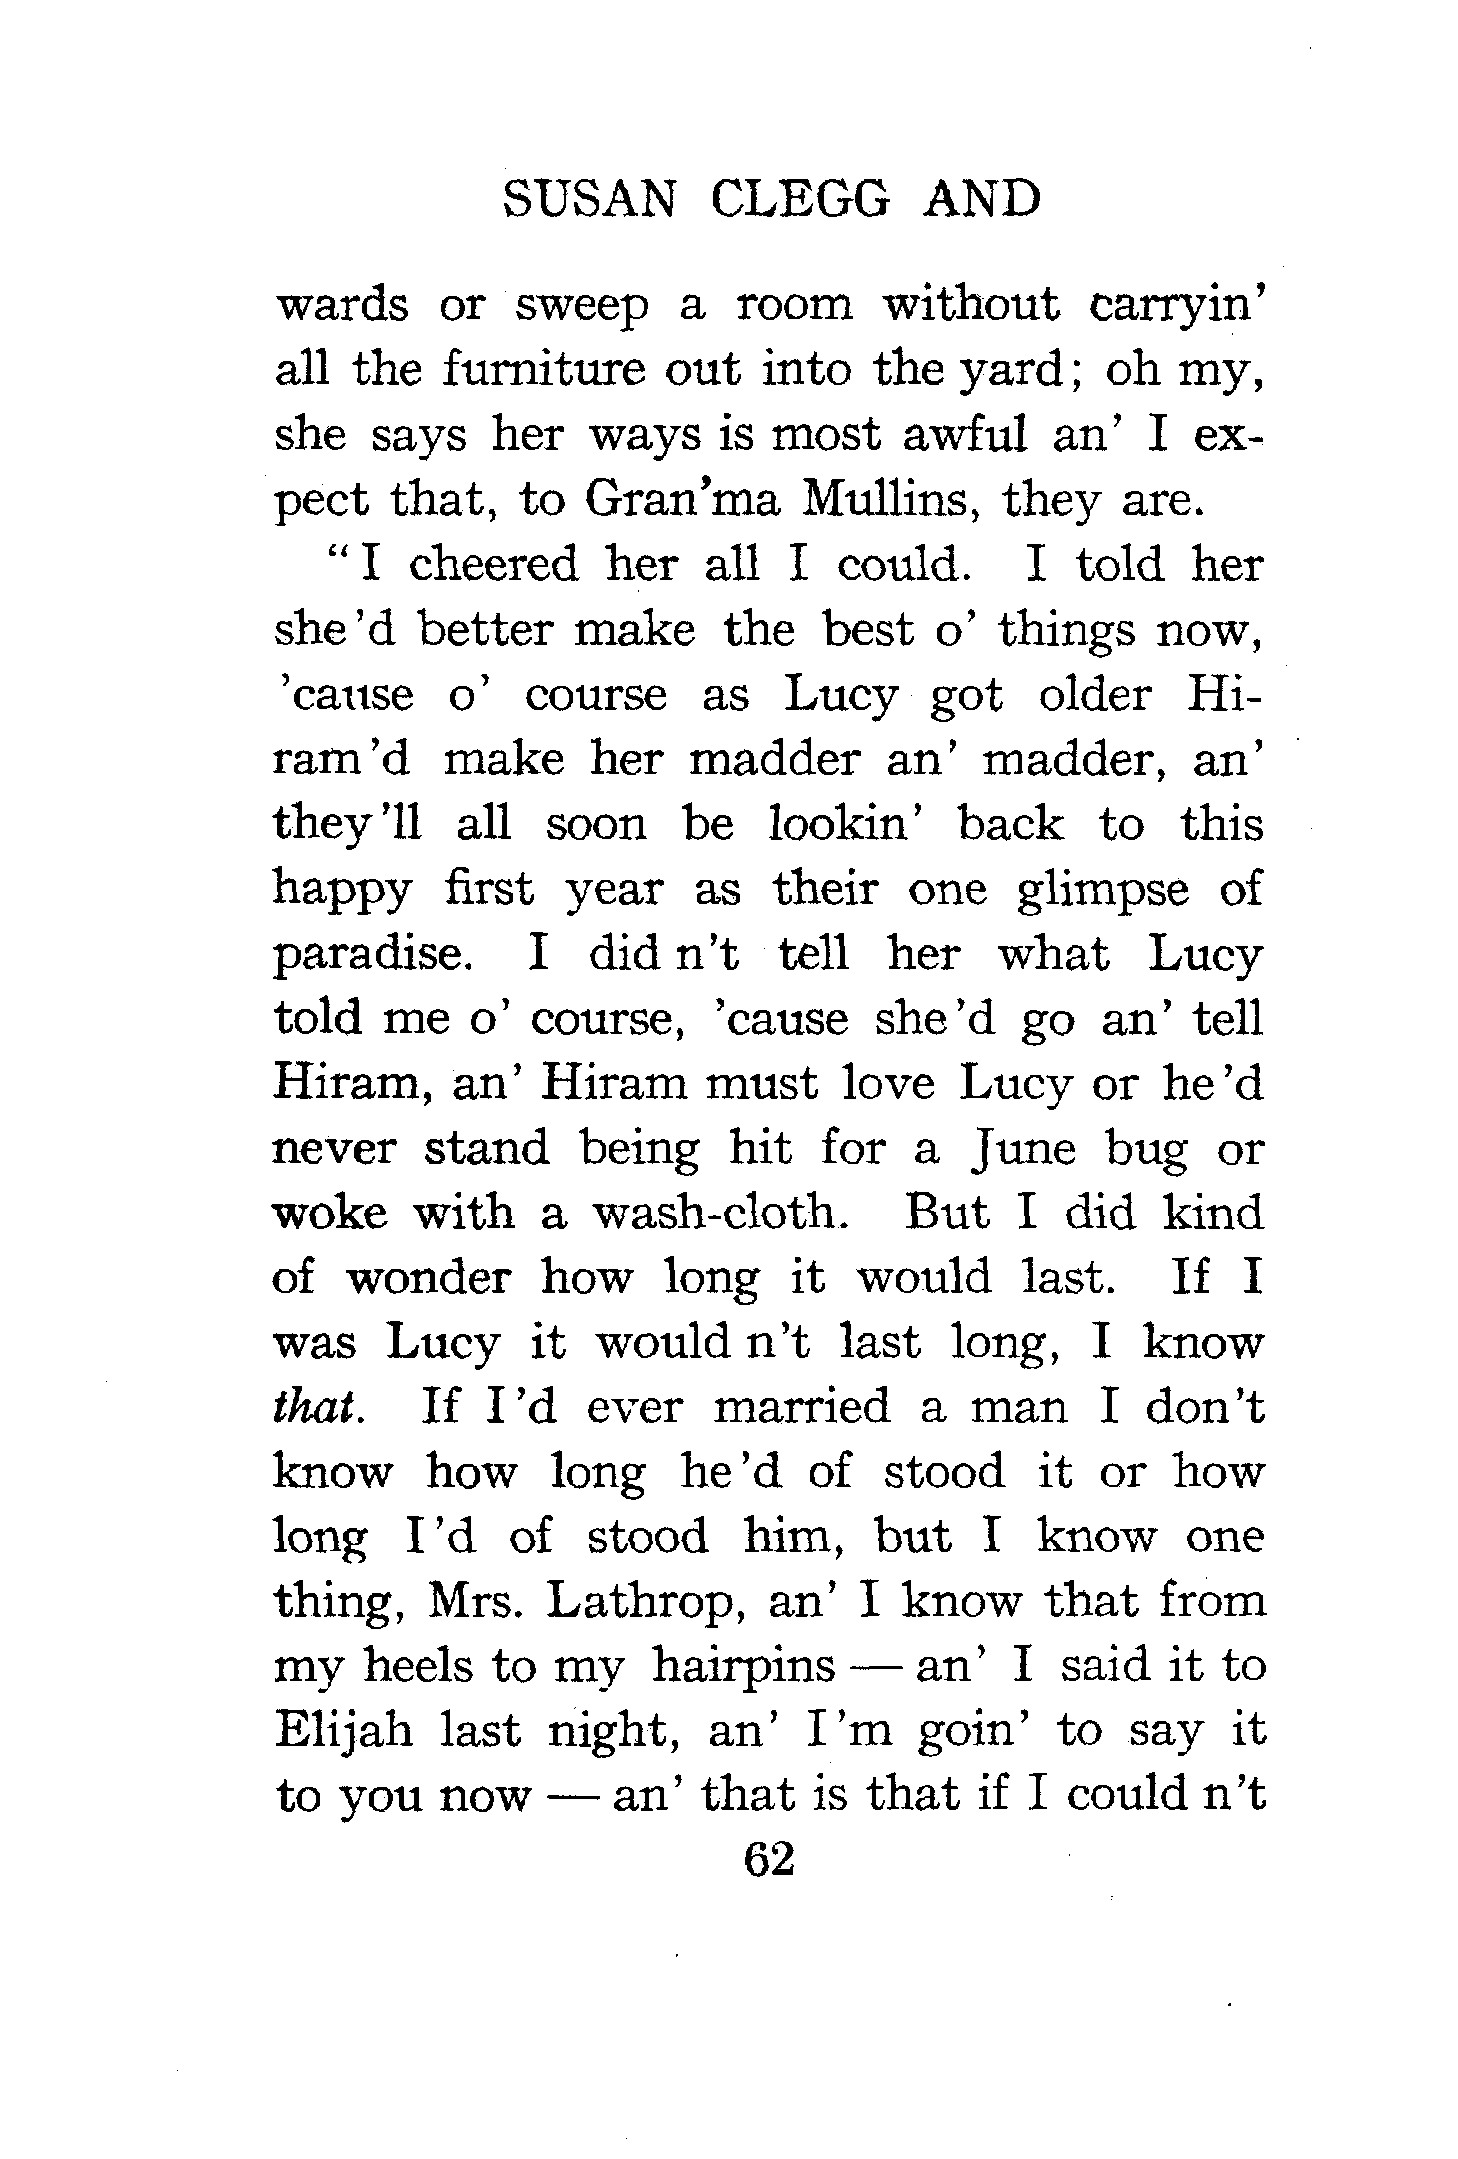 SUSAN CLEGG AND
wards or sweep a room without carryin'
all the furniture out into the yard; oh my,
she says her ways is most awful an' I ex-
pect that, to Gran'ma Mullins, they are.
"I cheered her all I could. I told her
she 'd better make the best o' things now,
'cause o' course as Lucy got older Hi-
ram 'd make her madder an' madder, an'
they 'll all soon be lookin' back to this
happy first year as their one glimpse of
paradise. I did n't tell her what Lucy
told me o' course, 'cause she 'd go an' tell
Hiram, an' Hiram must love Lucy or he 'd
never stand being hit for a June bug or
woke with a wash-cloth. But I did kind
of wonder how long it would last. If I
was Lucy it would n't last long, I know
that. If I 'd ever married a man I don't
know how long he 'd of stood it or how
long I 'd of stood him, but I know one
thing, Mrs. Lathrop, an' I know that from
my heels to my hairpins — an' I said it to
Elijah last night, an' I 'm goin' to say it
to you now — an' that is that if I could n't
62